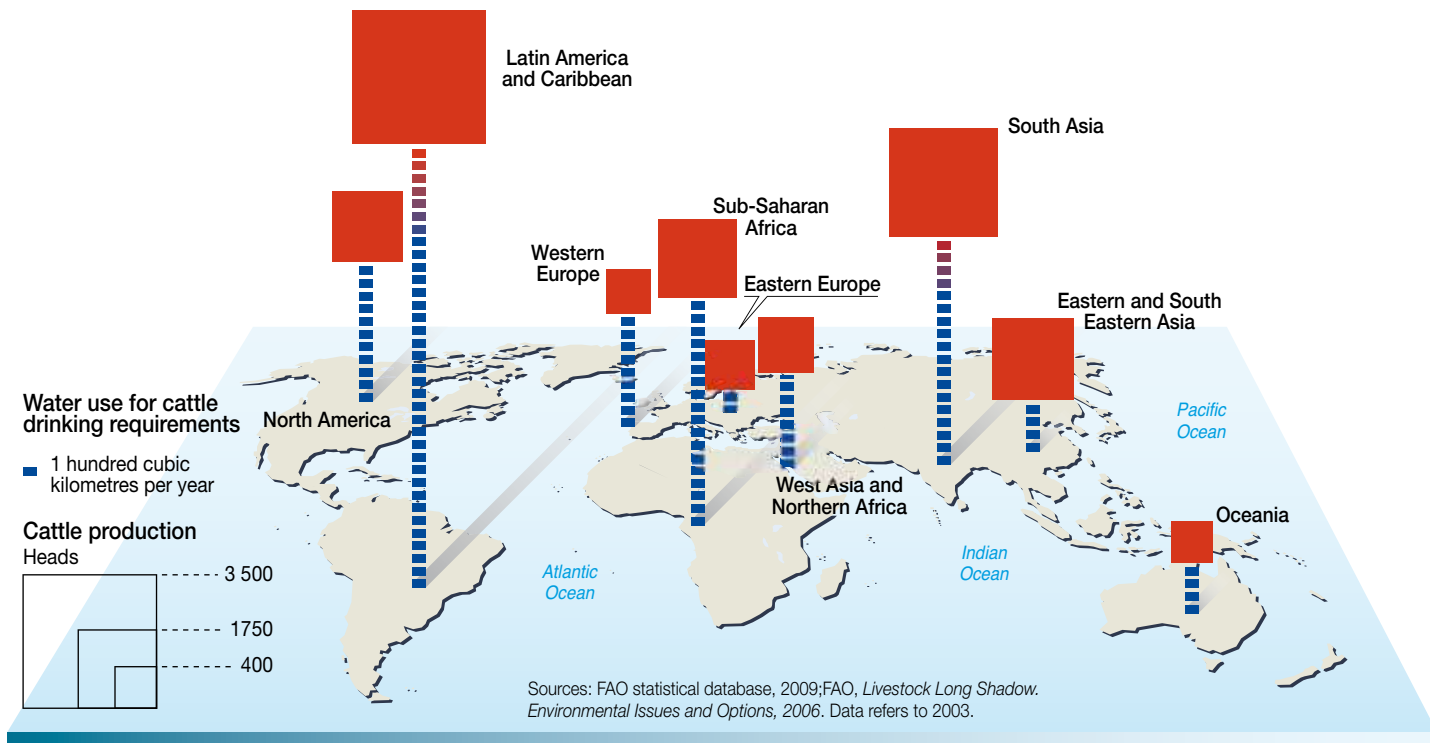 Latin America
and Caribbean
South Asia
Sub-Saharan
Africa
Western
Europe
Eastern Europe
Eastern and South
Eastern Asia
Water use for cattle
drinking requirements
1 hundred cubic
kilometres per year
North America
Pacific
Ocean
West Asia and
Northern Africa
Cattle production
Heads
3 500
1750
400
Oceania
Atlantic
Ocean
Indian
Ocean
Sources: FAO statistical database, 2009;FAO, Livestock Long Shadow.
Environmental Issues and Options, 2006. Data refers to 2003.